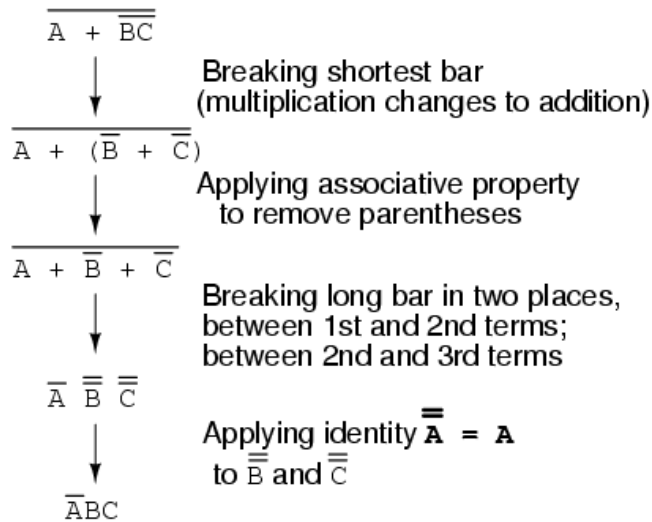 A̅ ̅+̅ ̅B̿C̿
Breaking shortest bar
(multiplication changes to addition)
A̅ ̅+̅ ̅(̅B̿ ̅+̅ ̅C̿)
Applying associative property
to remove parentheses
A̅ ̅+̅ ̅B̿ ̅+̅ ̅C̿
Breaking long bar in two places,
between 1st and 2nd terms;
between 2nd and 3rd terms
A̅ B̿ C̿
Applying identity A̿ = A
to B̿ and C̿
A̅BC